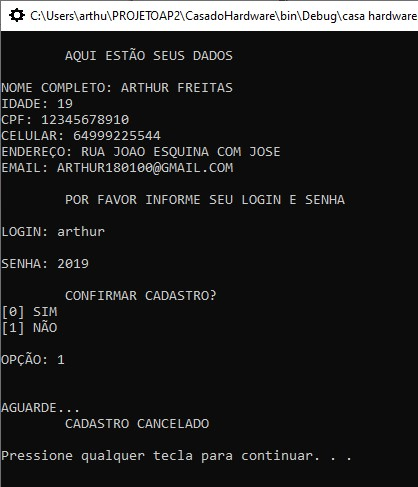 C:\Users\arthu\PROJETOAP2\CasadoHardware\bin\Debug\casa hardware
AQUI ESTÃO SEUS DADOS
NOME COMPLETO: ARTHUR FREITAS
IDADE: 19
CPF: 12345678910
CELULAR: 64999225544
ENDEREÇO: RUA JOAO ESQUINA COM JOSE
EMAIL: ARTHUR180100@GMAIL.COM
POR FAVOR INFORME SEU LOGIN E SENHA
LOGIN: arthur
SENHA: 2019
CONFIRMAR CADASTRO?
[0] SIM
[1] NÃO
OPÇÃO: 1
AGUARDE...
CADASTRO CANCELADO
Pressione qualquer tecla para continuar. . .